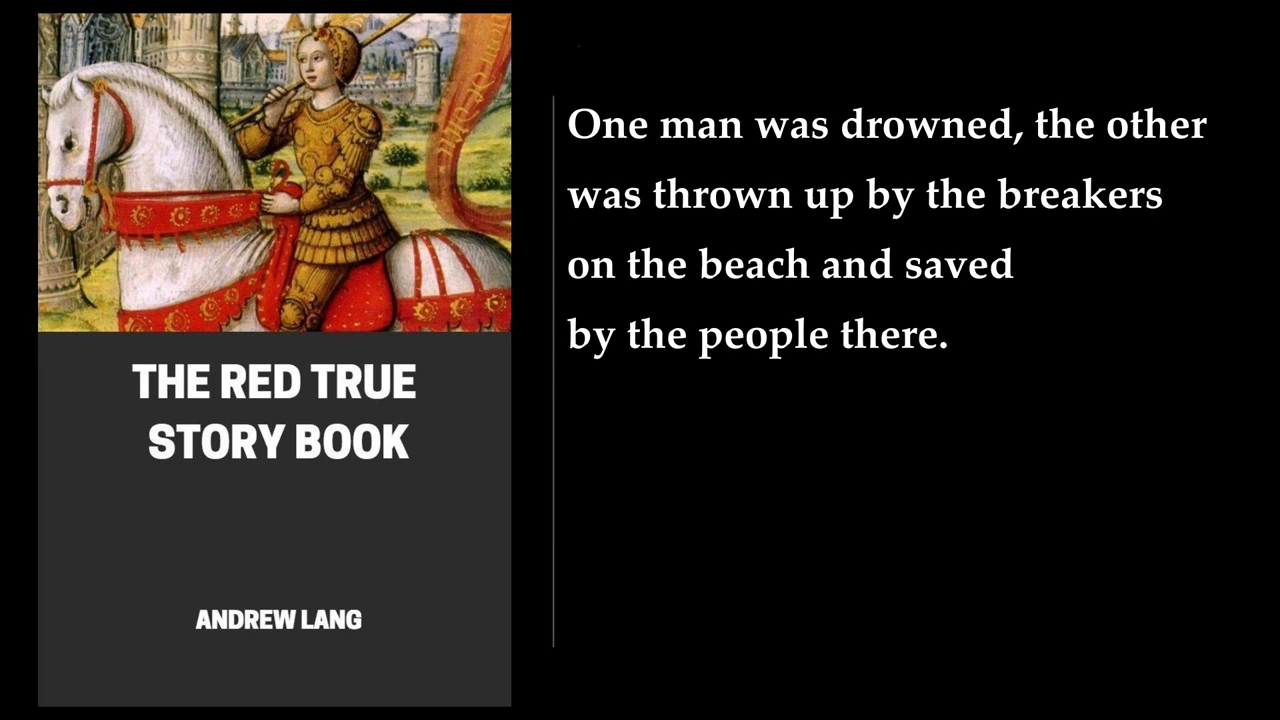 THE RED TRUE
STORY BOOK
ANDREW LANG
One man was drowned, the other
was thrown up by the breakers
on the beach and saved
by the people there.